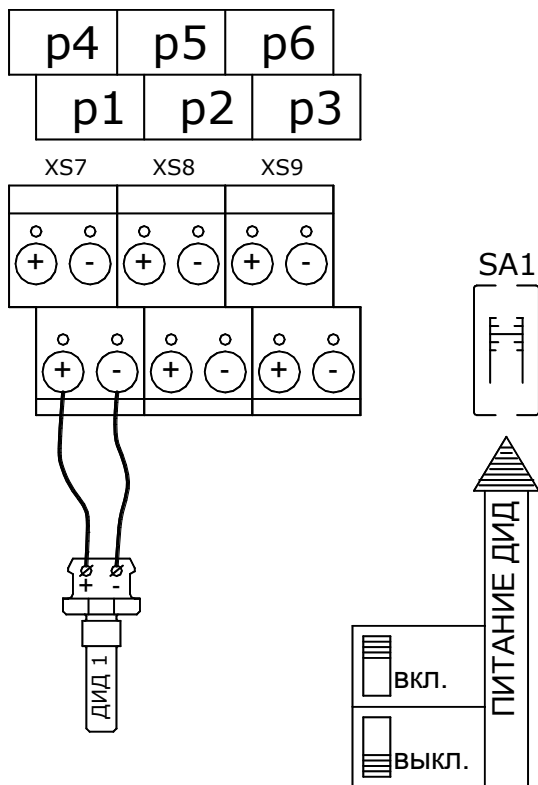 p4 p5 p6
p1 p2 p3
XS7 XS8 XS9
+ - + - + -
SA1
+ - + - + -
+ -
ДИД 1
ПИТАНИЕ ДИД
ВКЛ.
ВЫКЛ.